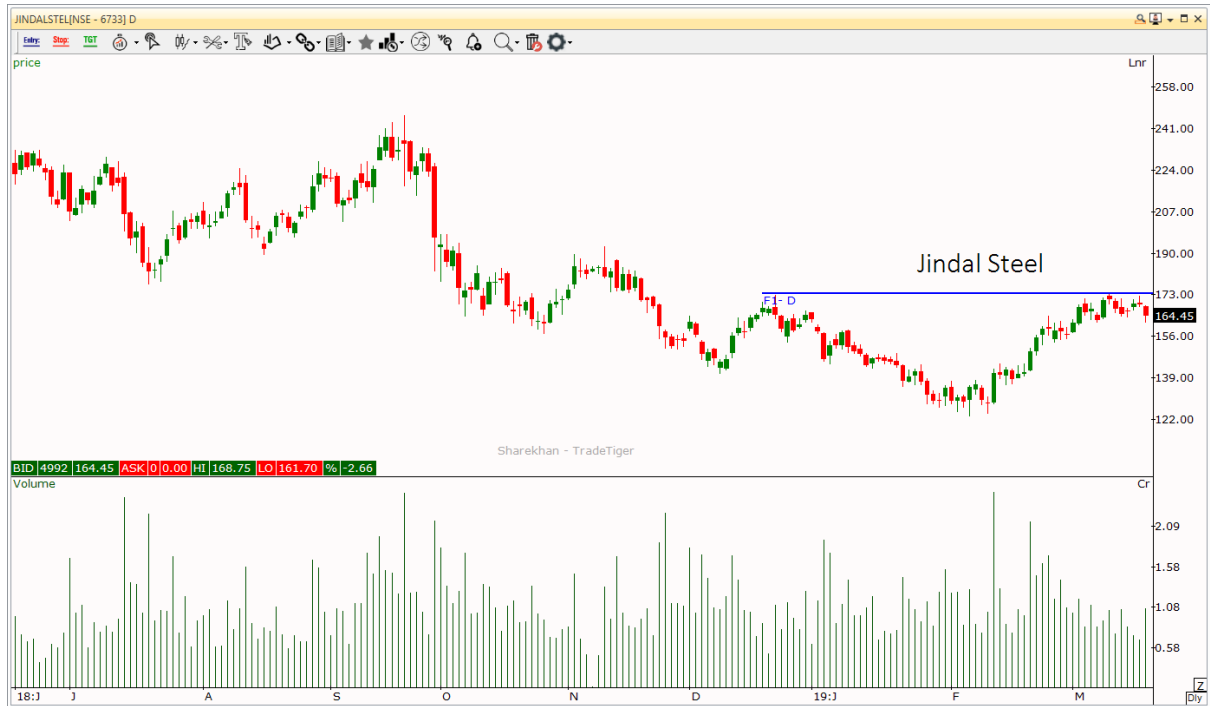 JINDALSTEL[NSE - 6733] D
Entry: Stop: TGT
price
Lnr
258.00
241.00
224.00
207.00
190.00
Jindal Steel
F1- D
173.00
164.45
156.00
139.00
122.00
Sharekhan - TradeTiger
BID 4992 164.45 ASK 0 0.00 HI 168.75 LO 161.70 % -2.66
Volume
Cr
2.09
1.58
1.08
0.58
18:J J A S O N D 19:J F M
Z
Dly